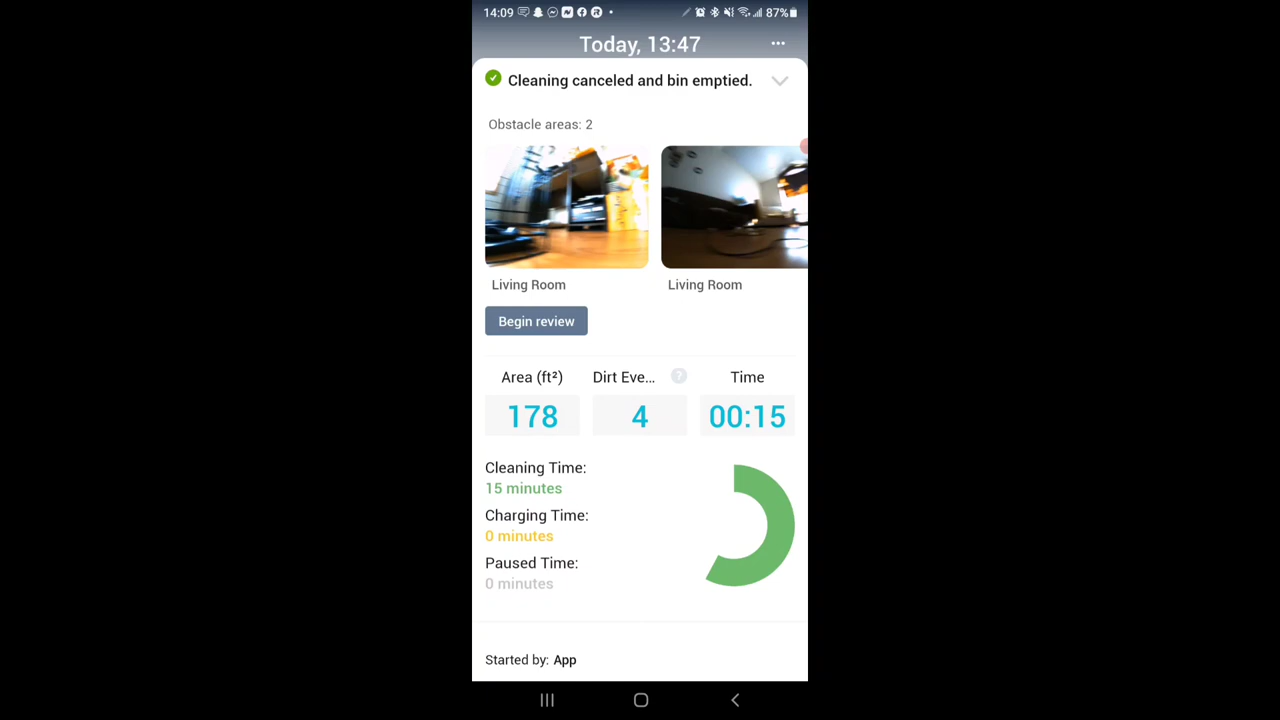 14:09 87%
Today, 13:47
Cleaning canceled and bin emptied.
Obstacle areas: 2
Living Room Living Room
Begin review
Area (ft²) Dirt Eve... ? Time
178 4 00:15
Cleaning Time:
15 minutes
Charging Time:
0 minutes
Paused Time:
0 minutes
Started by: App